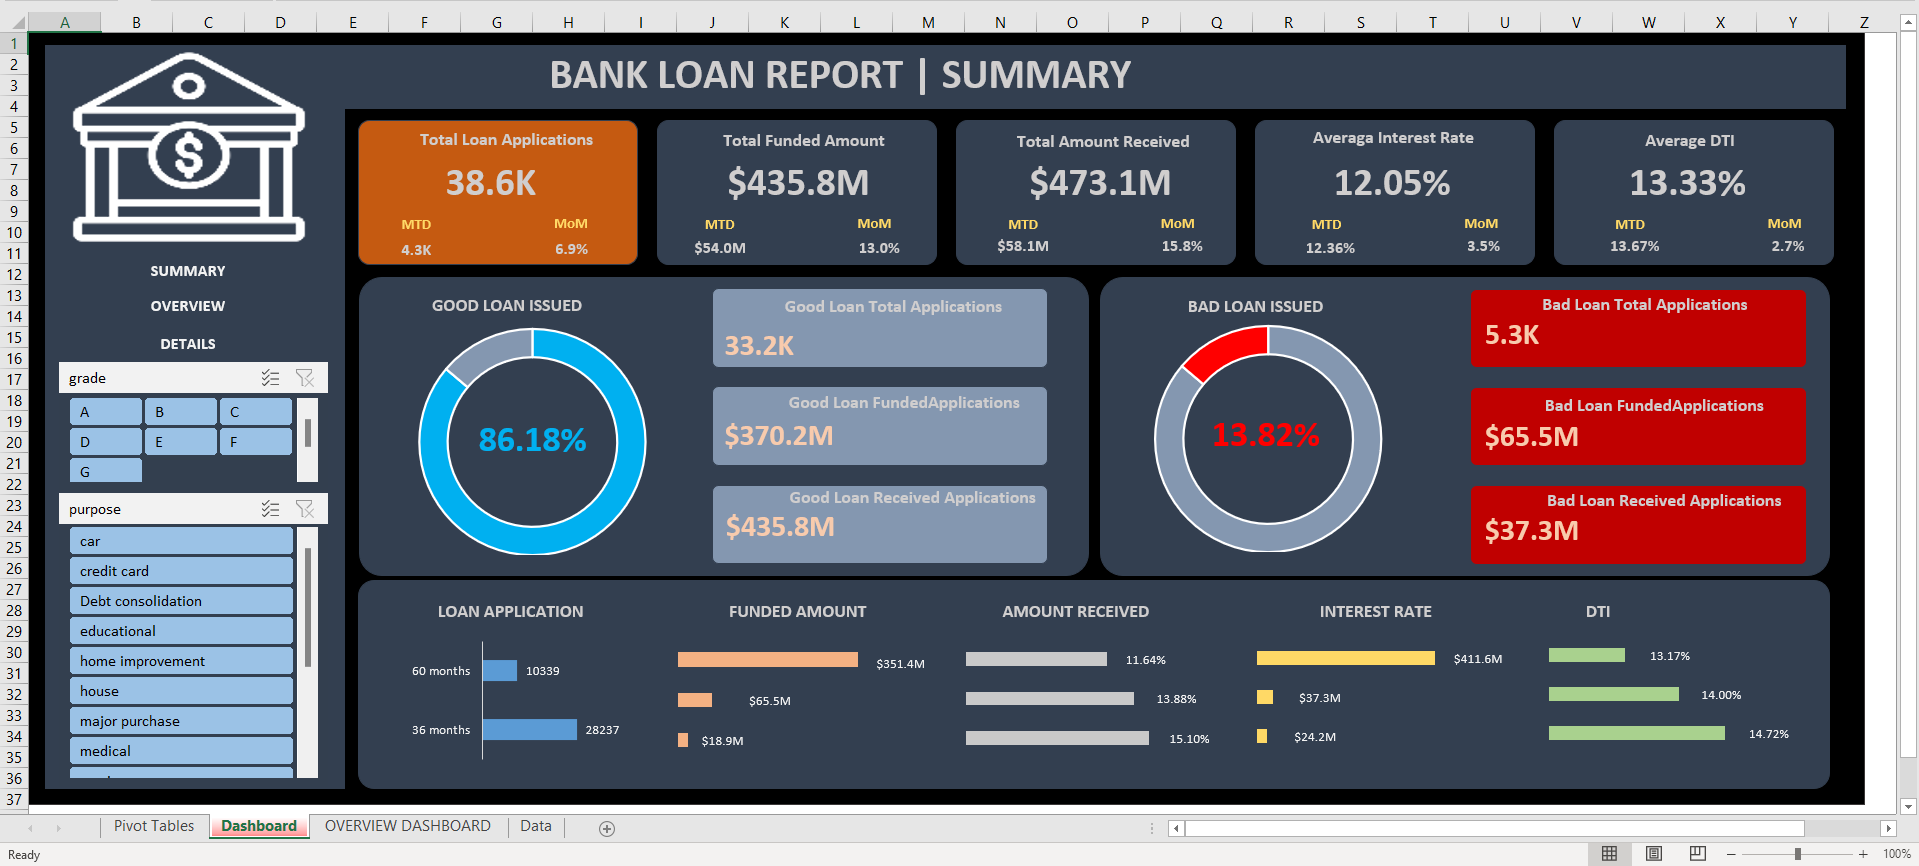 A B C D E F G H I J K L M N O P Q R S T U V W X Y Z
1
2
3
4
5
6
7
8
9
10
11
12
13
14
15
16
17
18
19
20
21
22
23
24
25
26
27
28
29
30
31
32
33
34
35
36
37
BANK LOAN REPORT | SUMMARY
$
SUMMARY
OVERVIEW
DETAILS
grade
A B C
D E F
G
purpose
car
credit card
Debt consolidation
educational
home improvement
house
major purchase
medical
Total Loan Applications
38.6K
MTD MoM
4.3K 6.9%
Total Funded Amount
$435.8M
MTD MoM
$54.0M 13.0%
Total Amount Received
$473.1M
MTD MoM
$58.1M 15.8%
Averaga Interest Rate
12.05%
MTD MoM
12.36% 3.5%
Average DTI
13.33%
MTD MoM
13.67% 2.7%
GOOD LOAN ISSUED
86.18%
Good Loan Total Applications
33.2K
Good Loan FundedApplications
$370.2M
Good Loan Received Applications
$435.8M
BAD LOAN ISSUED
13.82%
Bad Loan Total Applications
5.3K
Bad Loan FundedApplications
$65.5M
Bad Loan Received Applications
$37.3M
LOAN APPLICATION
60 months 10339
36 months 28237
FUNDED AMOUNT
$351.4M
$65.5M
$18.9M
AMOUNT RECEIVED
11.64%
13.88%
15.10%
INTEREST RATE
$411.6M
$37.3M
$24.2M
DTI
13.17%
14.00%
14.72%
Pivot Tables Dashboard OVERVIEW DASHBOARD Data
Ready
100%